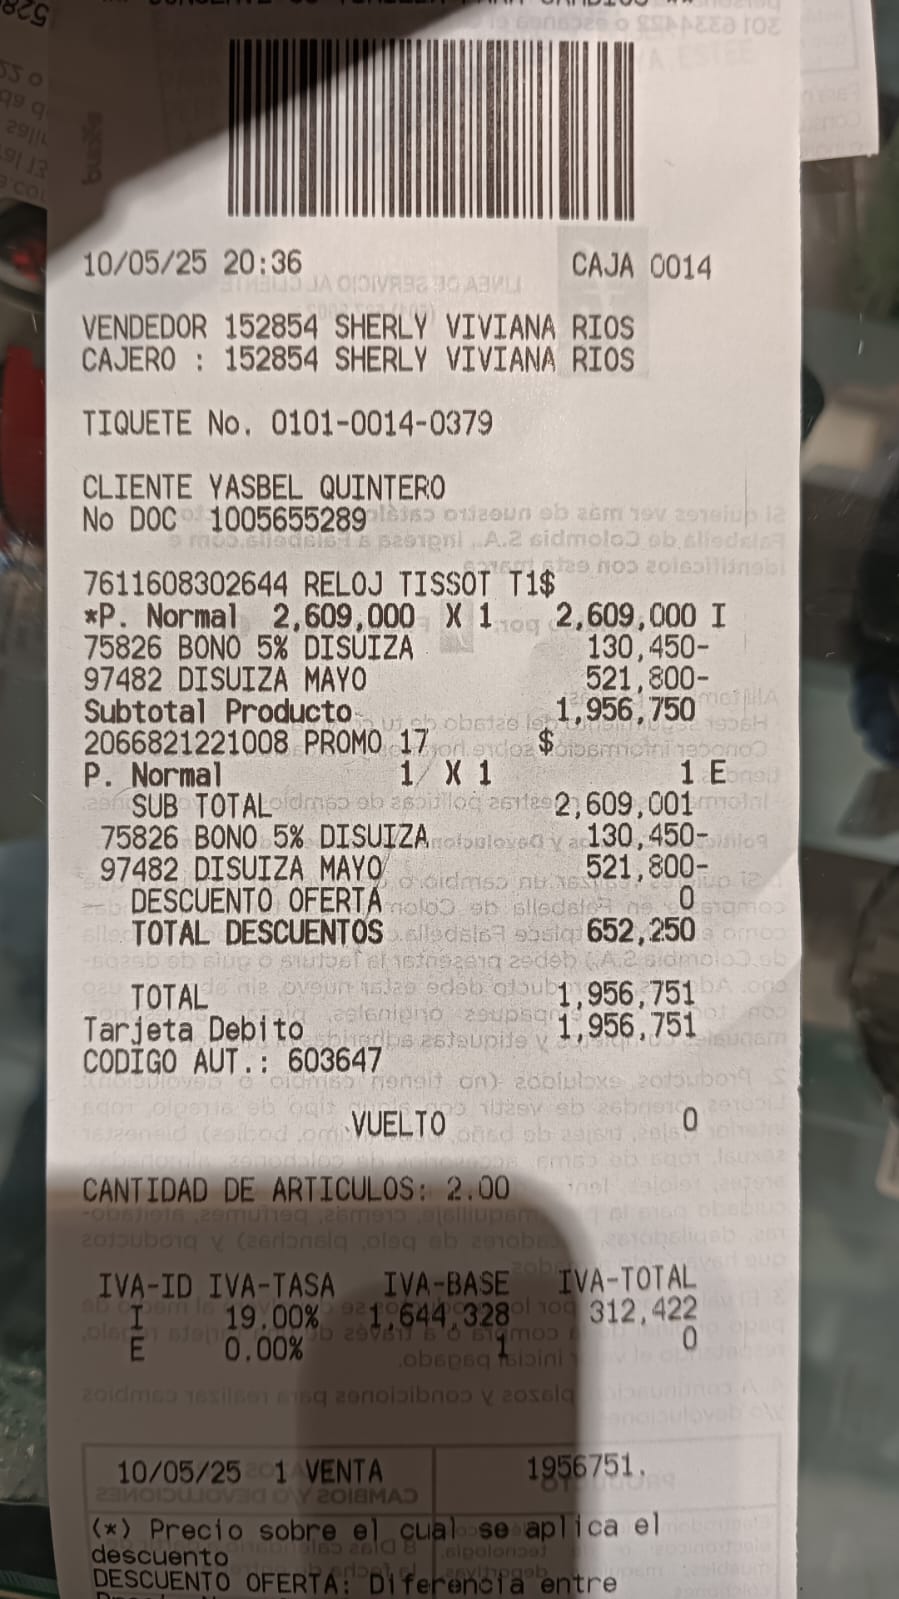 10/05/25 20:36 CAJA 0014
VENDEDOR 152854 SHERLY VIVIANA RIOS
CAJERO : 152854 SHERLY VIVIANA RIOS
TIQUETE No. 0101-0014-0379
CLIENTE YASBEL QUINTERO
No DOC 1005655289
7611608302644 RELOJ TISSOT T1$
*P. Normal 2,609,000 X 1 2,609,000 I
75826 BONO 5% DISUIZA 130,450-
97482 DISUIZA MAYO 521,800-
Subtotal Producto 1,956,750
2066821221008 PROMO 17 $
P. Normal 1 X 1 1 E
SUB TOTAL 2,609,001
75826 BONO 5% DISUIZA 130,450-
97482 DISUIZA MAYO 521,800-
DESCUENTO OFERTA 0
TOTAL DESCUENTOS 652,250
TOTAL 1,956,751
Tarjeta Debito 1,956,751
CODIGO AUT.: 603647
VUELTO 0
CANTIDAD DE ARTICULOS: 2.00
IVA-ID IVA-TASA IVA-BASE IVA-TOTAL
I 19.00% 1,644,328 312,422
E 0.00% 1 0
10/05/25 1 VENTA 1956751.
(*) Precio sobre el cual se aplica el
descuento
DESCUENTO OFERTA: Diferencia entre